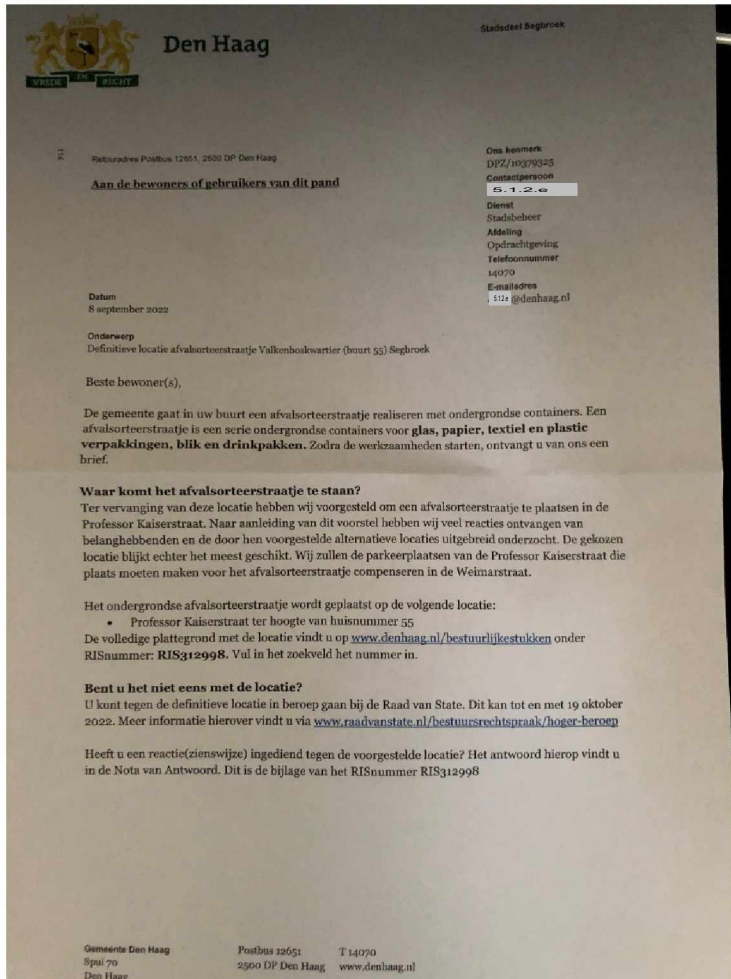 Den Haag
VREDE EN RECHT
Stadsdeel Segbroek
Retouradres Postbus 12651, 2500 DP Den Haag
Aan de bewoners of gebruikers van dit pand
Ons kenmerk
DPZ/10379325
Contactpersoon
5.1.2.e
Dienst
Stadsbeheer
Afdeling
Opdrachtgeving
Telefoonnummer
14070
E-mailadres
5.1.2.e @denhaag.nl
Datum
8 september 2022
Onderwerp
Definitieve locatie afvalsorteerstraatje Valkenboskwartier (buurt 55) Segbroek
Beste bewoner(s),
De gemeente gaat in uw buurt een afvalsorteerstraatje realiseren met ondergrondse containers. Een
afvalsorteerstraatje is een serie ondergrondse containers voor glas, papier, textiel en plastic
verpakkingen, blik en drinkpakken. Zodra de werkzaamheden starten, ontvangt u van ons een
brief.
Waar komt het afvalsorteerstraatje te staan?
Ter vervanging van deze locatie hebben wij voorgesteld om een afvalsorteerstraatje te plaatsen in de
Professor Kaiserstraat. Naar aanleiding van dit voorstel hebben wij veel reacties ontvangen van
belanghebbenden en de door hen voorgestelde alternatieve locaties uitgebreid onderzocht. De gekozen
locatie blijkt echter het meest geschikt. Wij zullen de parkeerplaatsen van de Professor Kaiserstraat die
plaats moeten maken voor het afvalsorteerstraatje compenseren in de Weimarstraat.
Het ondergrondse afvalsorteerstraatje wordt geplaatst op de volgende locatie:
• Professor Kaiserstraat ter hoogte van huisnummer 55
De volledige plattegrond met de locatie vindt u op www.denhaag.nl/bestuurlijkestukken onder
RISnummer: RIS312998. Vul in het zoekveld het nummer in.
Bent u het niet eens met de locatie?
U kunt tegen de definitieve locatie in beroep gaan bij de Raad van State. Dit kan tot en met 19 oktober
2022. Meer informatie hierover vindt u via www.raadvanstate.nl/bestuursrechtspraak/hoger-beroep
Heeft u een reactie(zienswijze) ingediend tegen de voorgestelde locatie? Het antwoord hierop vindt u
in de Nota van Antwoord. Dit is de bijlage van het RISnummer RIS312998
Gemeente Den Haag
Spui 70
Den Haag
Postbus 12651
2500 DP Den Haag
T 14070
www.denhaag.nl